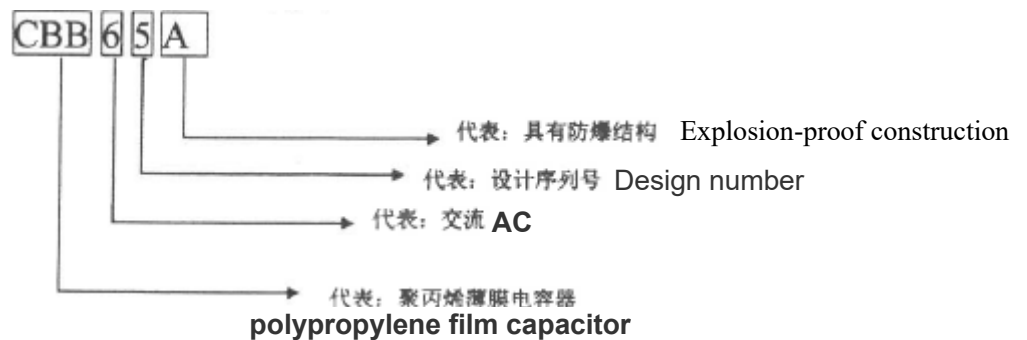 CBB 6 5 A
代表：具有防爆结构 Explosion-proof construction
代表：设计序列号 Design number
代表：交流 AC
代表：聚丙烯薄膜电容器
polypropylene film capacitor